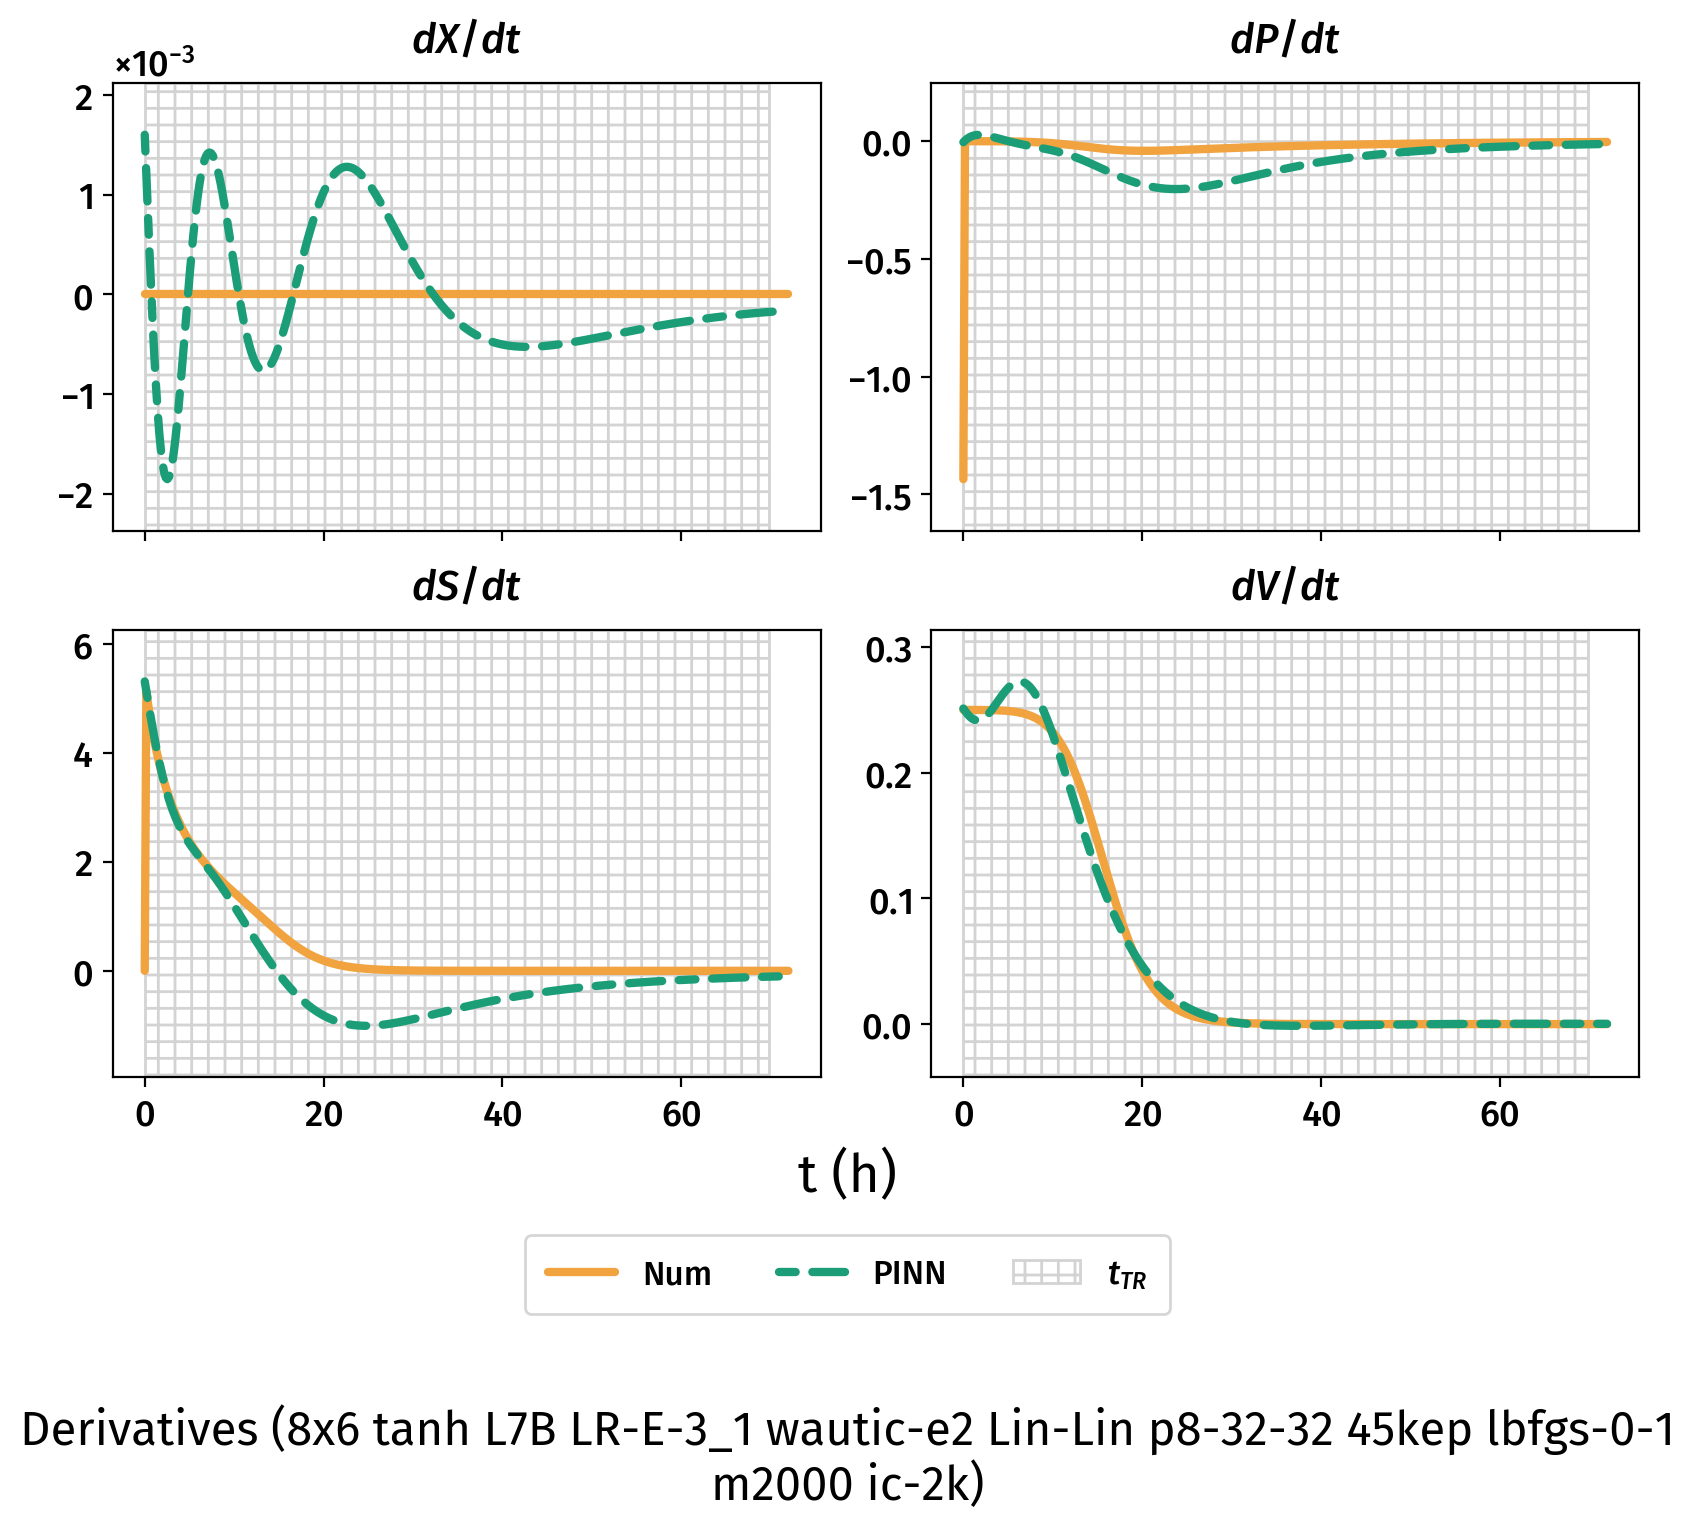 dX/dt
×10⁻³
2
1
0
−1
−2
dP/dt
0.0
−0.5
−1.0
−1.5
dS/dt
6
4
2
0
0 20 40 60
dV/dt
0.3
0.2
0.1
0.0
0 20 40 60
t (h)
Num PINN t_TR
Derivatives (8x6 tanh L7B LR-E-3_1 wautic-e2 Lin-Lin p8-32-32 45kep lbfgs-0-1
m2000 ic-2k)